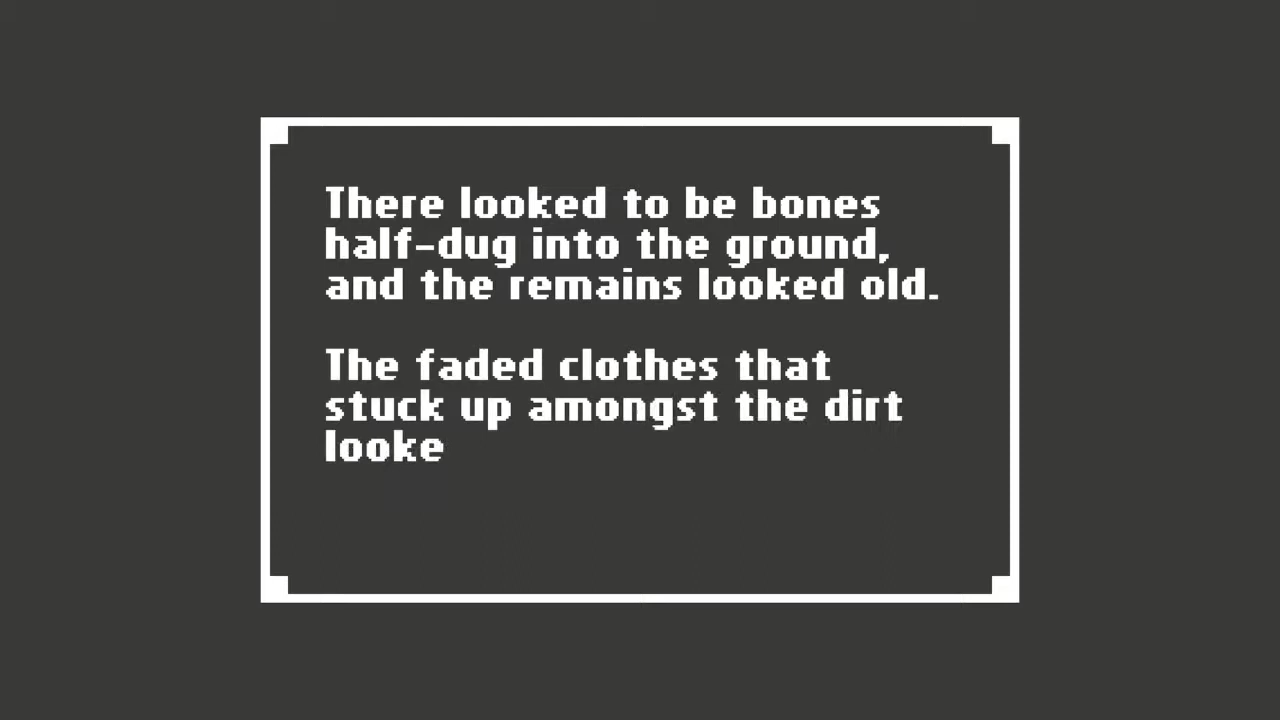 There looked to be bones
half-dug into the ground,
and the remains looked old.
The faded clothes that
stuck up amongst the dirt
looke